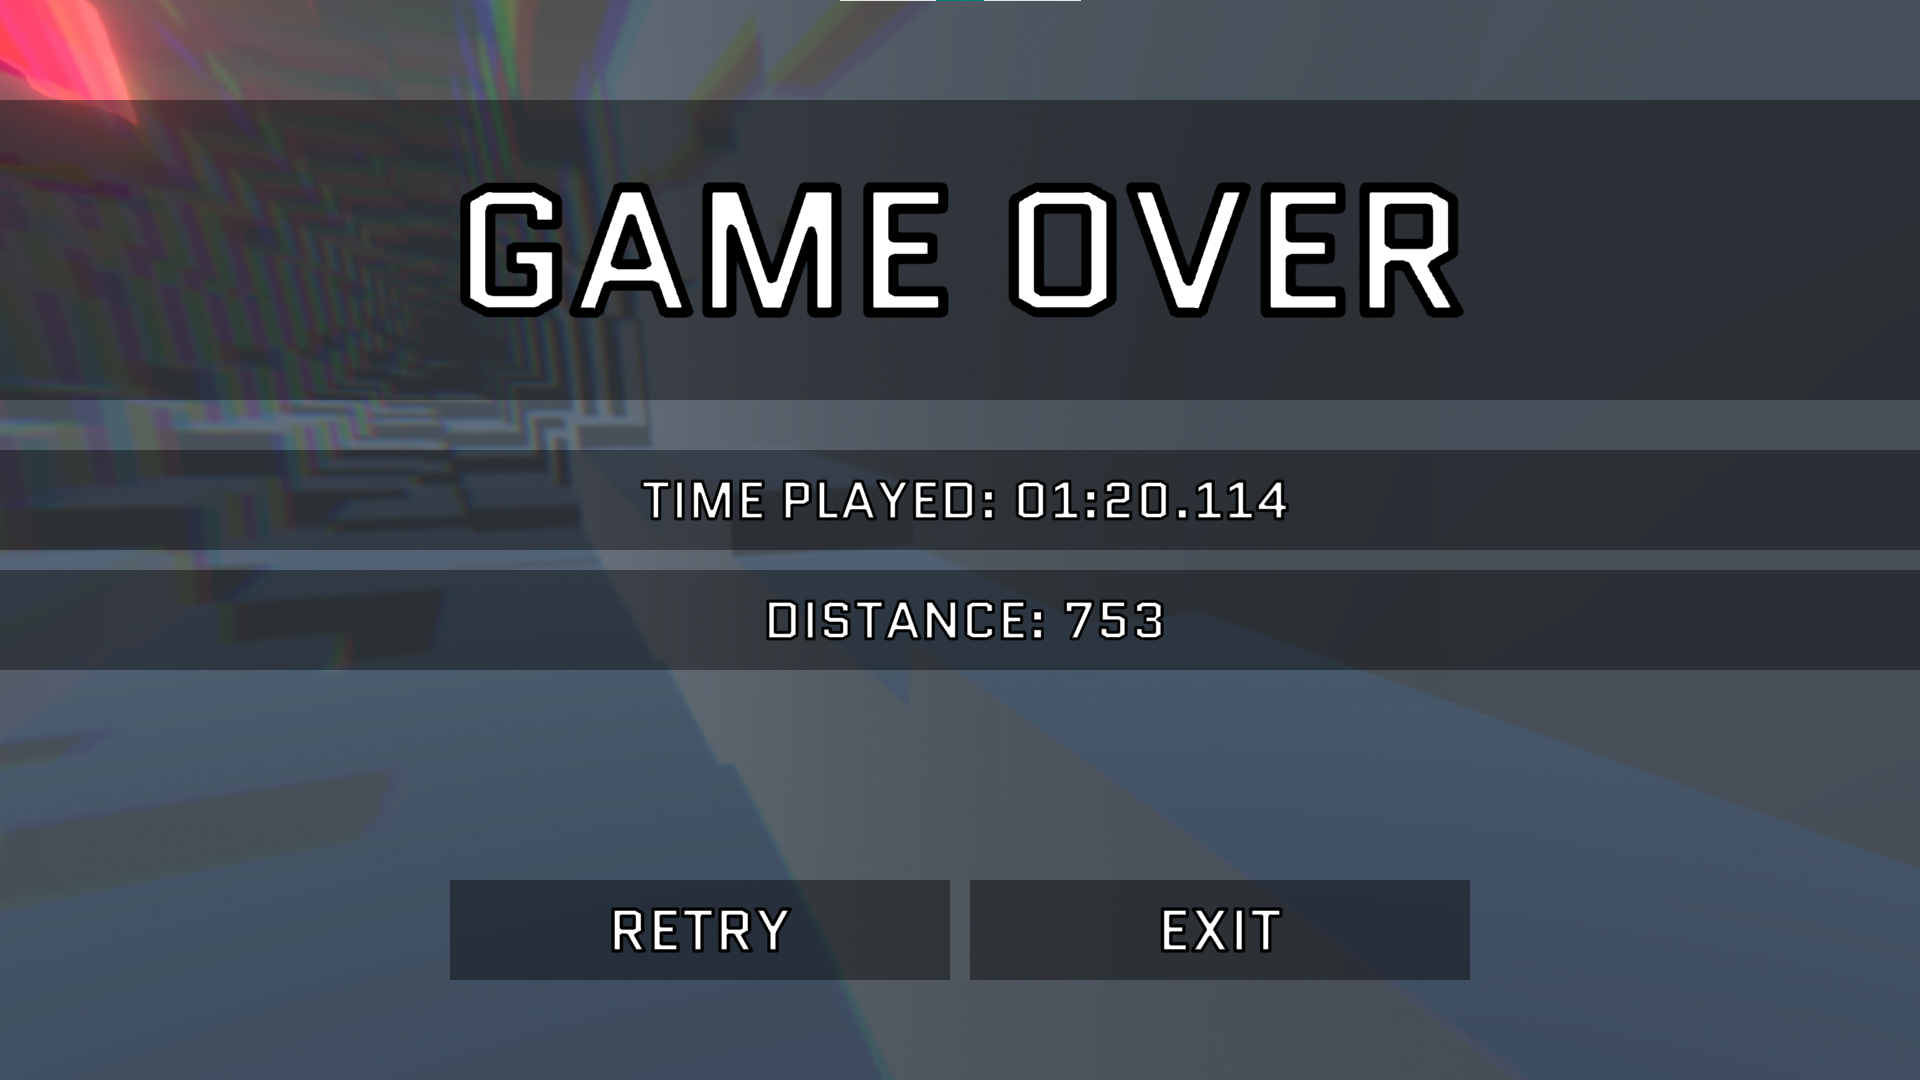 GAME OVER
TIME PLAYED: 01:20.114
DISTANCE: 753
RETRY
EXIT